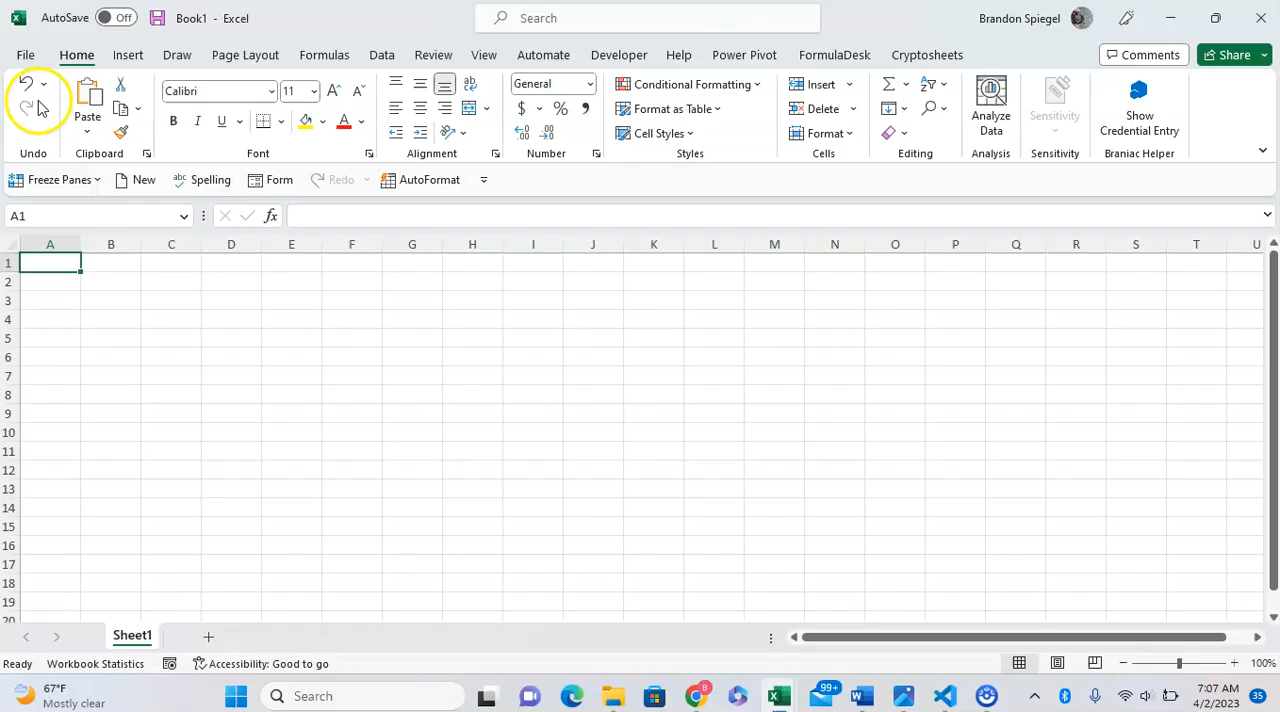 AutoSave Off Book1 - Excel Search Brandon Spiegel
File Home Insert Draw Page Layout Formulas Data Review View Automate Developer Help Power Pivot FormulaDesk Cryptosheets Comments Share
Paste Calibri 11 General Conditional Formatting Insert
Format as Table Delete
Cell Styles Format
Analyze Data Sensitivity Show Credential Entry
Undo Clipboard Font Alignment Number Styles Cells Editing Analysis Sensitivity Braniac Helper
Freeze Panes New abc Spelling Form Redo AutoFormat
A1 fx
A B C D E F G H I J K L M N O P Q R S T U
1
2
3
4
5
6
7
8
9
10
11
12
13
14
15
16
17
18
19
20
Sheet1
Ready Workbook Statistics Accessibility: Good to go 100%
67°F Mostly clear Search 8 99+ 7:07 AM 4/2/2023 35